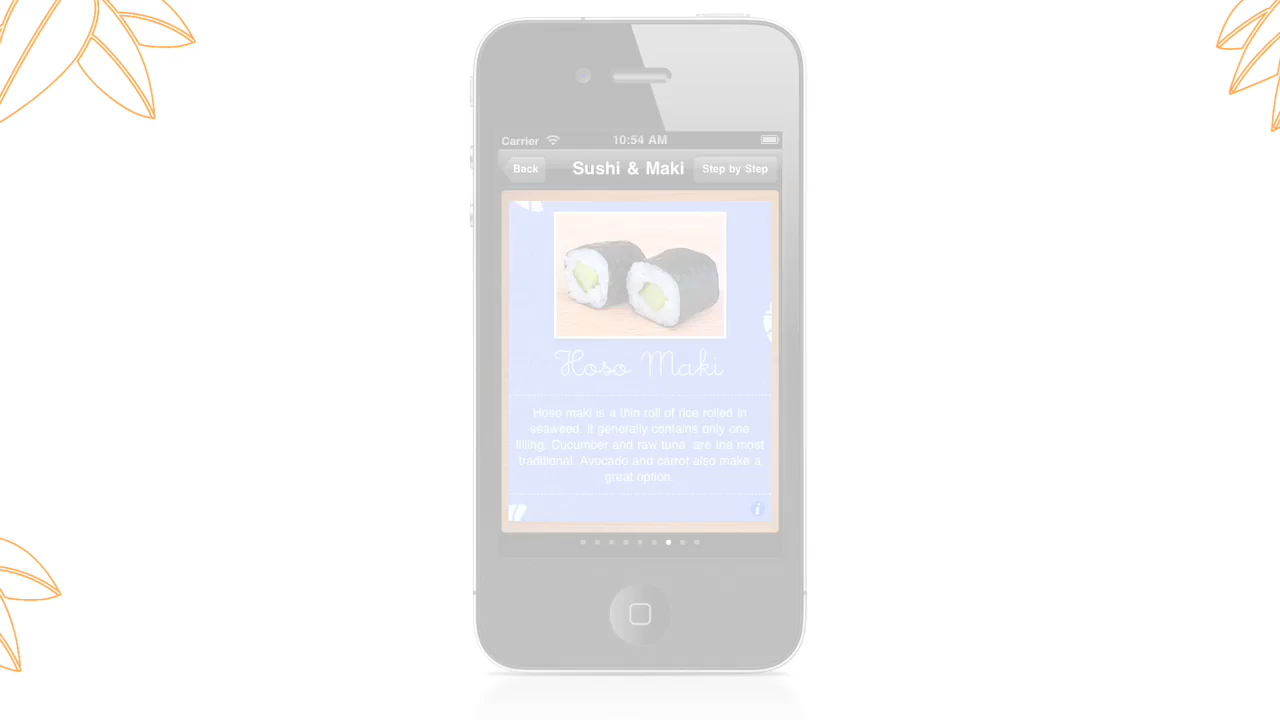 Carrier 10:54 AM
Back Sushi & Maki Step by Step
Hoso Maki
Hoso maki is a thin roll of rice rolled in
seaweed. It generally contains only one
filling. Cucumber and raw tuna are the most
traditional. Avocado and carrot also make a
great option.